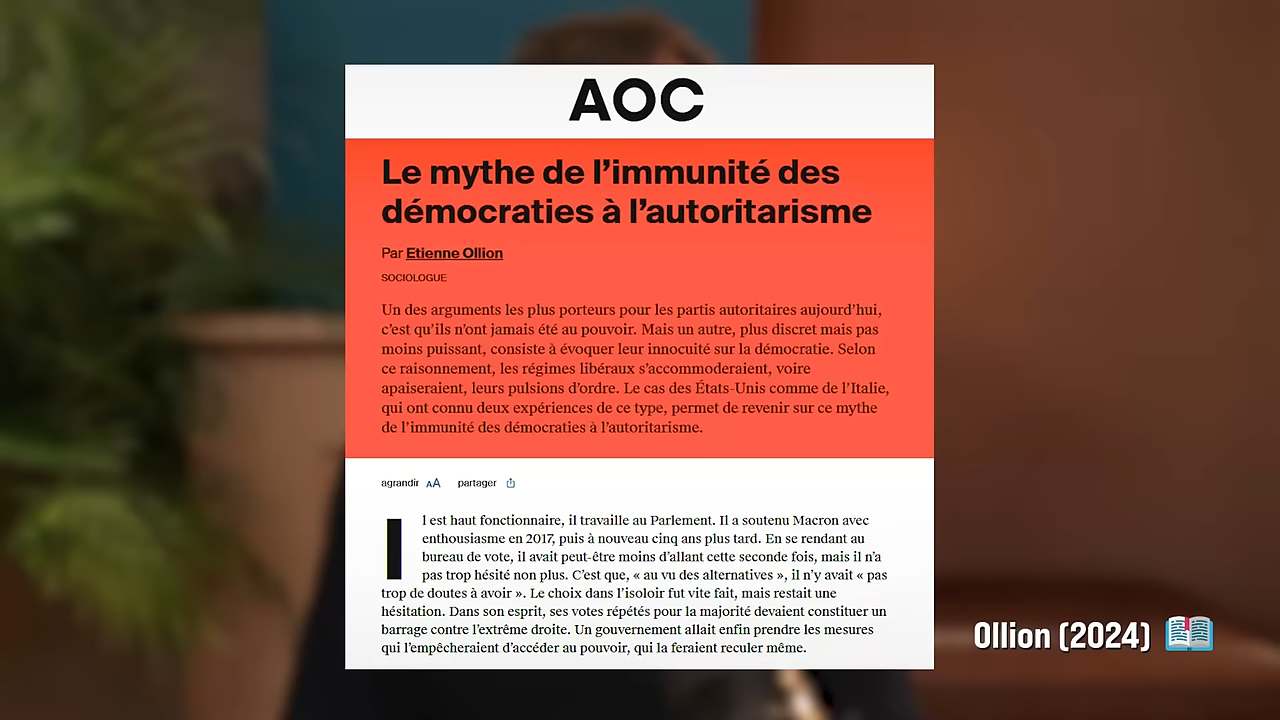 AOC
Le mythe de l’immunité des
démocraties à l’autoritarisme
Par Etienne Ollion
SOCIOLOGUE
Un des arguments les plus porteurs pour les partis autoritaires aujourd’hui,
c’est qu’ils n’ont jamais été au pouvoir. Mais un autre, plus discret mais pas
moins puissant, consiste à évoquer leur innocuité sur la démocratie. Selon
ce raisonnement, les régimes libéraux s’accommoderaient, voire
apaiseraient, leurs pulsions d’ordre. Le cas des États-Unis comme de l’Italie,
qui ont connu deux expériences de ce type, permet de revenir sur ce mythe
de l’immunité des démocraties à l’autoritarisme.
agrandir AA partager
Il est haut fonctionnaire, il travaille au Parlement. Il a soutenu Macron avec
enthousiasme en 2017, puis à nouveau cinq ans plus tard. En se rendant au
bureau de vote, il avait peut-être moins d’allant cette seconde fois, mais il n’a
pas trop hésité non plus. C’est que, « au vu des alternatives », il n’y avait « pas
trop de doutes à avoir ». Le choix dans l’isoloir fut vite fait, mais restait une
hésitation. Dans son esprit, ses votes répétés pour la majorité devaient constituer un
barrage contre l’extrême droite. Un gouvernement allait enfin prendre les mesures
qui l’empêcheraient d’accéder au pouvoir, qui la feraient reculer même.
Ollion (2024)